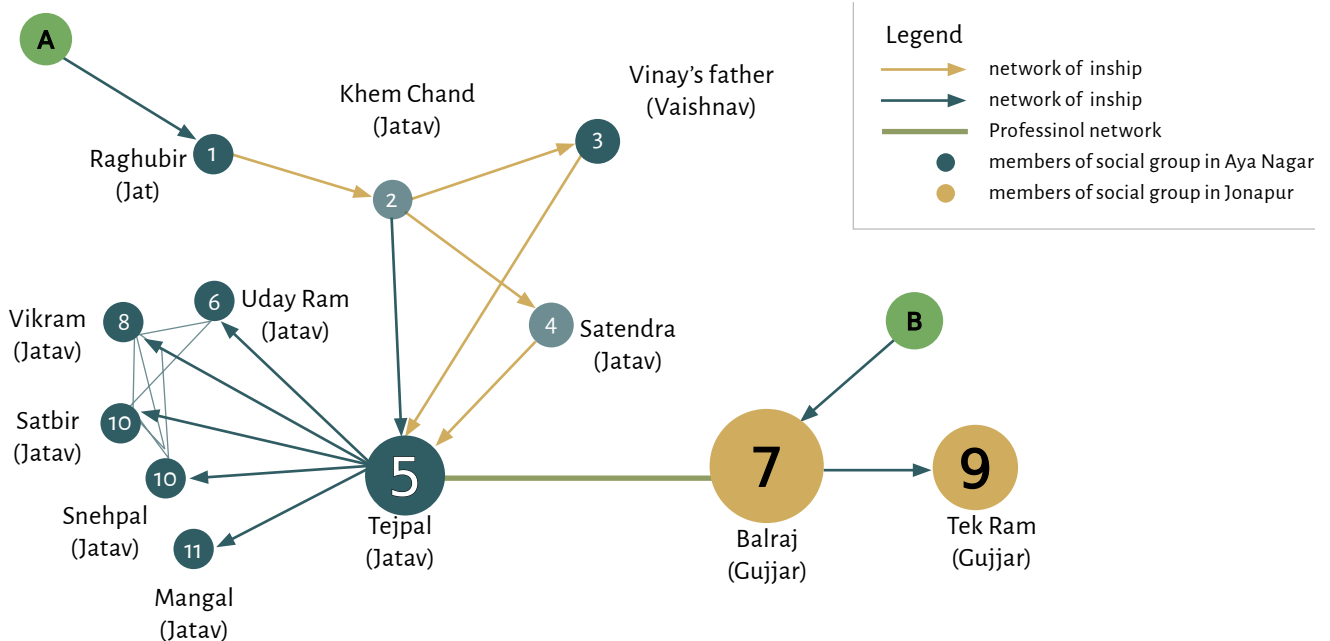 A
Legend
network of inship
network of inship
Professinol network
members of social group in Aya Nagar
members of social group in Jonapur
Vinay's father
(Vaishnav)
Khem Chand
(Jatav)
3
1
Raghubir
(Jat)
2
6
Uday Ram
(Jatav)
8
Vikram
(Jatav)
4
Satendra
(Jatav)
B
10
Satbir
(Jatav)
10
Snehpal
(Jatav)
5
Tejpal
(Jatav)
7
Balraj
(Gujjar)
9
Tek Ram
(Gujjar)
11
Mangal
(Jatav)